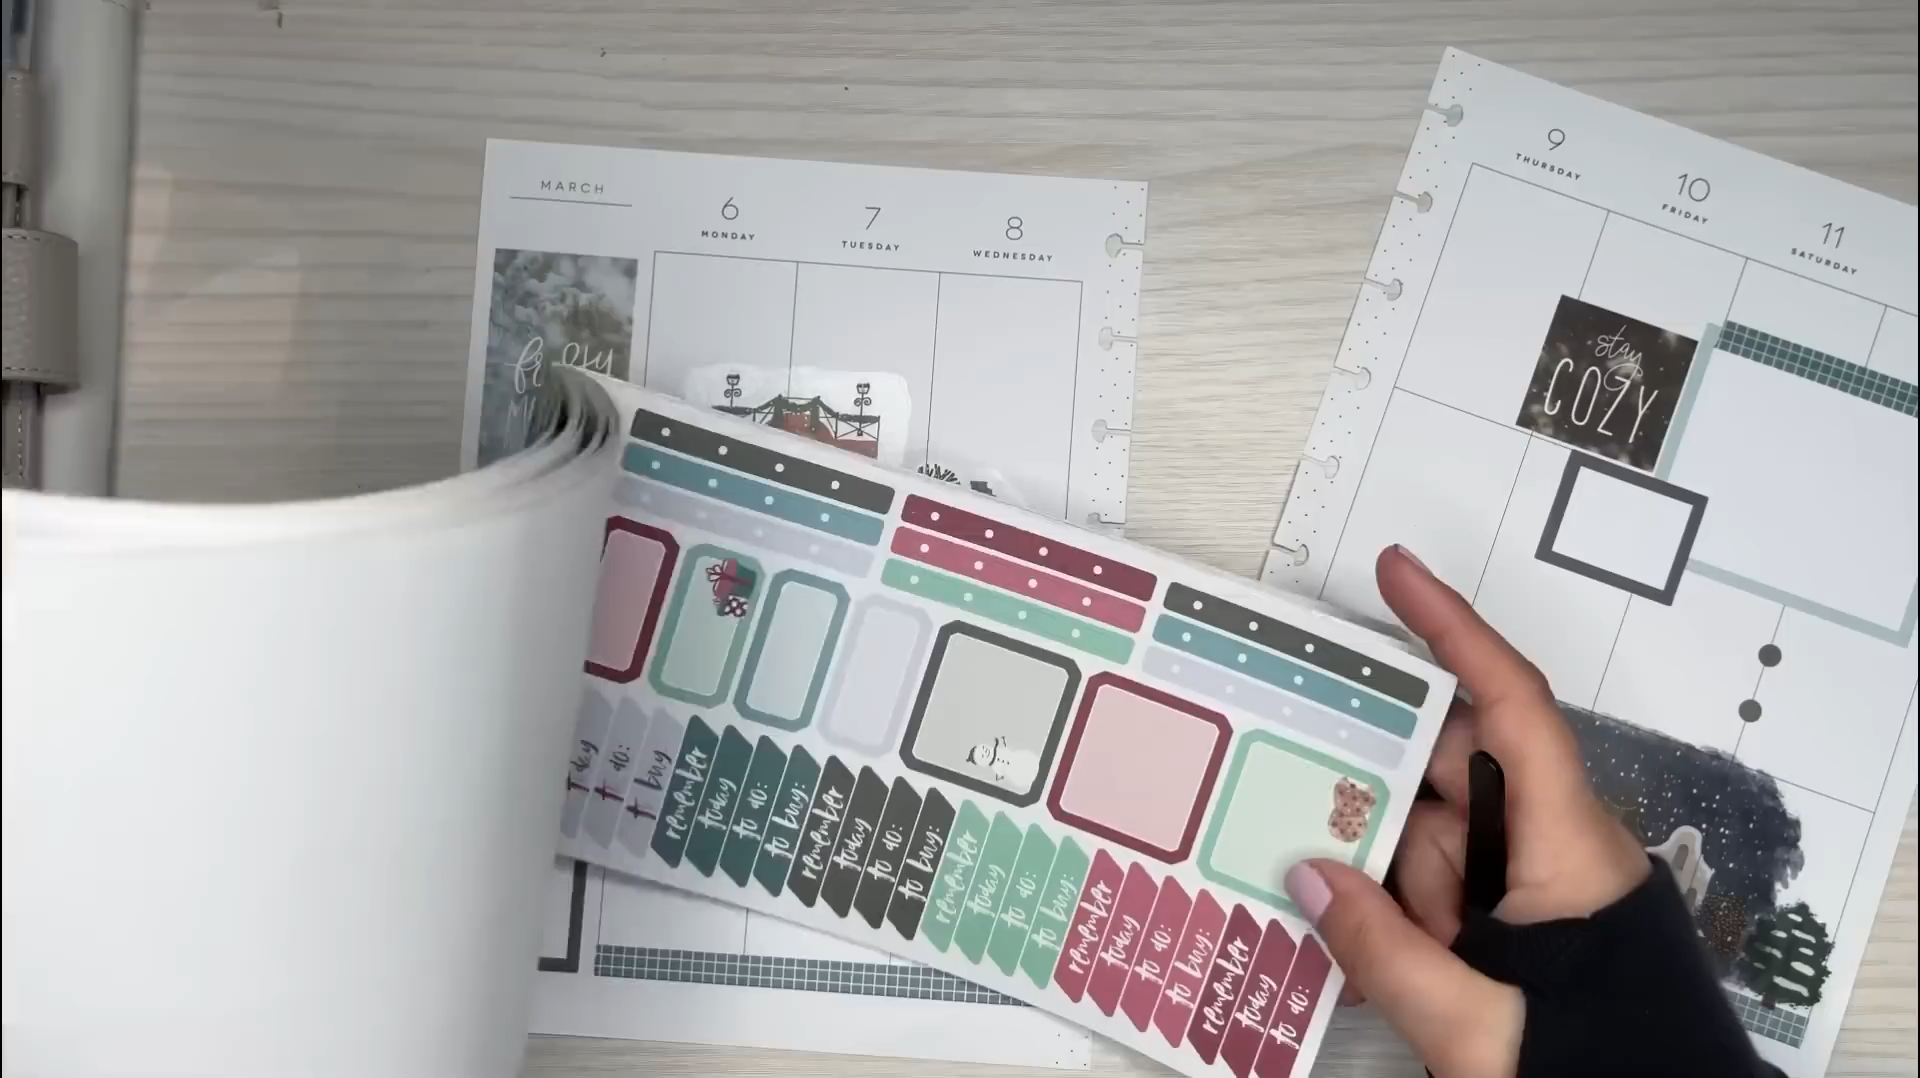 MARCH
6
MONDAY
7
TUESDAY
8
WEDNESDAY
9
THURSDAY
10
FRIDAY
11
SATURDAY
stay
COZY
today
to do:
to buy
remember
today
to do:
to buy:
remember
today
to do:
to buy:
remember
today
to do:
to buy:
remember
today
to do:
to buy:
remember
today
to do: